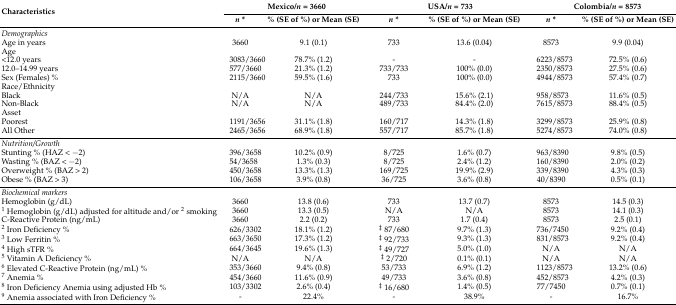 Characteristics Mexico/n = 3660 USA/n = 733 Colombia/n = 8573
n * % (SE of %) or Mean (SE) n * % (SE of %) or Mean (SE) n * % (SE of %) or Mean (SE)
Demographics
Age in years 3660 9.1 (0.1) 733 13.6 (0.04) 8573 9.9 (0.04)
Age
<12.0 years 3083/3660 78.7% (1.2) - - 6223/8573 72.5% (0.6)
12.0–14.99 years 577/3660 21.3% (1.2) 733/733 100% (0.0) 2350/8573 27.5% (0.6)
Sex (Females) % 2115/3660 59.5% (1.6) 733 100% (0.0) 4944/8573 57.4% (0.7)
Race/Ethnicity
Black N/A N/A 244/733 15.6% (2.1) 958/8573 11.6% (0.5)
Non-Black N/A N/A 489/733 84.4% (2.0) 7615/8573 88.4% (0.5)
Asset
Poorest 1191/3656 31.1% (1.8) 160/717 14.3% (1.8) 3299/8573 25.9% (0.8)
All Other 2465/3656 68.9% (1.8) 557/717 85.7% (1.8) 5274/8573 74.0% (0.8)
Nutrition/Growth
Stunting % (HAZ < −2) 396/3658 10.2% (0.9) 8/725 1.6% (0.7) 963/8390 9.8% (0.5)
Wasting % (BAZ < −2) 54/3658 1.3% (0.3) 8/725 2.4% (1.2) 160/8390 2.0% (0.2)
Overweight % (BAZ > 2) 450/3658 13.3% (1.3) 169/725 19.9% (2.9) 339/8390 4.3% (0.3)
Obese % (BAZ > 3) 106/3658 3.9% (0.8) 36/725 3.6% (0.8) 40/8390 0.5% (0.1)
Biochemical markers
Hemoglobin (g/dL) 3660 13.8 (0.6) 733 13.7 (0.7) 8573 14.5 (0.3)
1 Hemoglobin (g/dL) adjusted for altitude and/or 2 smoking 3660 13.3 (0.5) N/A N/A 8573 14.1 (0.3)
C-Reactive Protein (ng/mL) 3660 2.2 (0.2) 733 1.7 (0.4) 8573 2.5 (0.1)
2 Iron Deficiency % 626/3302 18.1% (1.2) ‡ 87/680 9.7% (1.3) 736/7450 9.2% (0.4)
3 Low Ferritin % 663/3650 17.3% (1.2) ‡ 92/733 9.3% (1.3) 831/8573 9.2% (0.4)
4 High sTFR % 664/3645 19.6% (1.3) ‡ 49/727 5.0% (1.0) N/A N/A
5 Vitamin A Deficiency % N/A N/A ‡ 2/720 0.1% (0.1) N/A N/A
6 Elevated C-Reactive Protein (ng/mL) % 353/3660 9.4% (0.8) 53/733 6.9% (1.2) 1123/8573 13.2% (0.6)
7 Anemia % 454/3660 11.6% (0.9) 49/733 3.6% (0.8) 452/8573 4.2% (0.3)
8 Iron Deficiency Anemia using adjusted Hb % 103/3302 2.6% (0.4) ‡ 16/680 1.4% (0.5) 77/7450 0.7% (0.1)
9 Anemia associated with Iron Deficiency % - 22.4% - 38.9% - 16.7%